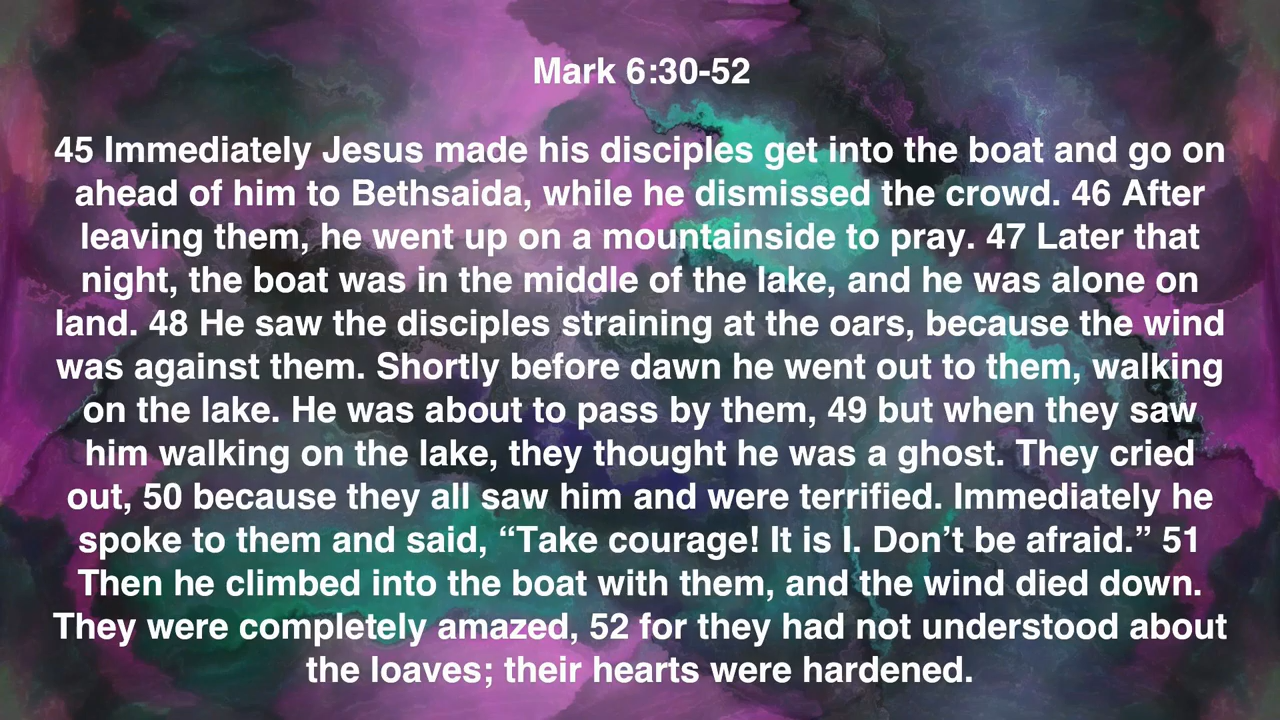 Mark 6:30-52
45 Immediately Jesus made his disciples get into the boat and go on
ahead of him to Bethsaida, while he dismissed the crowd. 46 After
leaving them, he went up on a mountainside to pray. 47 Later that
night, the boat was in the middle of the lake, and he was alone on
land. 48 He saw the disciples straining at the oars, because the wind
was against them. Shortly before dawn he went out to them, walking
on the lake. He was about to pass by them, 49 but when they saw
him walking on the lake, they thought he was a ghost. They cried
out, 50 because they all saw him and were terrified. Immediately he
spoke to them and said, “Take courage! It is I. Don’t be afraid.” 51
Then he climbed into the boat with them, and the wind died down.
They were completely amazed, 52 for they had not understood about
the loaves; their hearts were hardened.